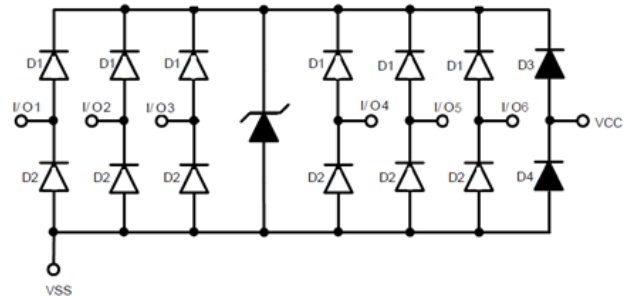 D1 D1 D1 D1 D1 D1 D3
I/O1 I/O2 I/O3 I/O4 I/O5 I/O6 VCC
D2 D2 D2 D2 D2 D2 D4
VSS